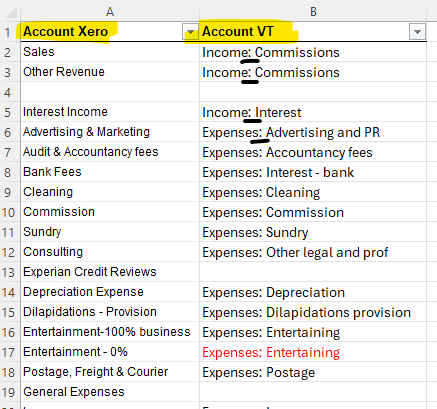 A B
1 Account Xero Account VT
2 Sales Income: Commissions
3 Other Revenue Income: Commissions
4
5 Interest Income Income: Interest
6 Advertising & Marketing Expenses: Advertising and PR
7 Audit & Accountancy fees Expenses: Accountancy fees
8 Bank Fees Expenses: Interest - bank
9 Cleaning Expenses: Cleaning
10 Commission Expenses: Commission
11 Sundry Expenses: Sundry
12 Consulting Expenses: Other legal and prof
13 Experian Credit Reviews
14 Depreciation Expense Expenses: Depreciation
15 Dilapidations - Provision Expenses: Dilapidations provision
16 Entertainment-100% business Expenses: Entertaining
17 Entertainment - 0% Expenses: Entertaining
18 Postage, Freight & Courier Expenses: Postage
19 General Expenses